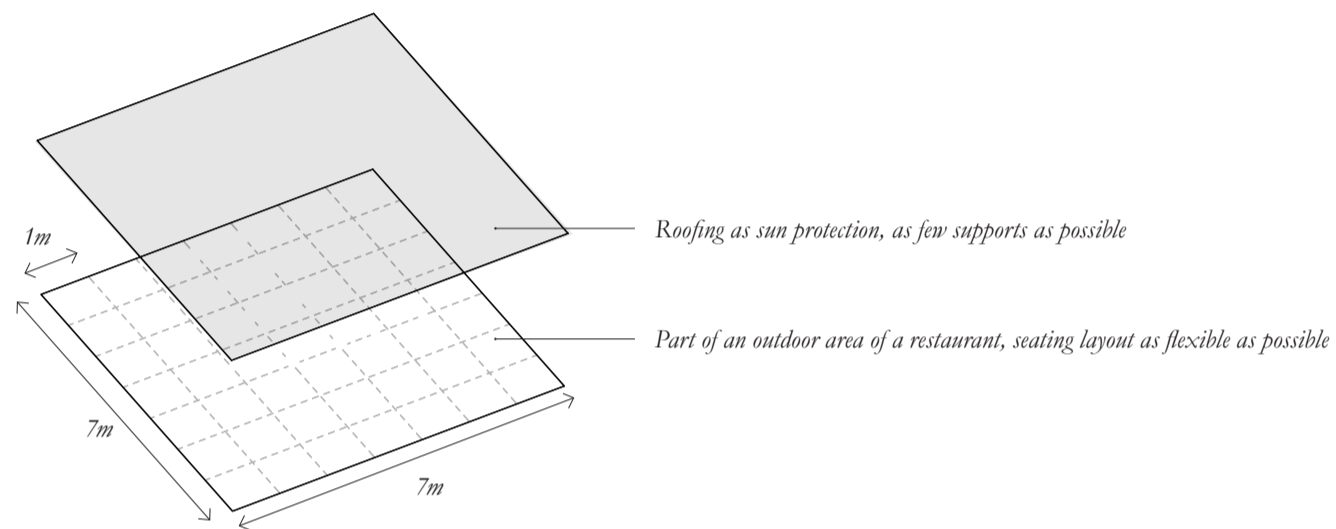 1m
Roofing as sun protection, as few supports as possible
Part of an outdoor area of a restaurant, seating layout as flexible as possible
7m
7m